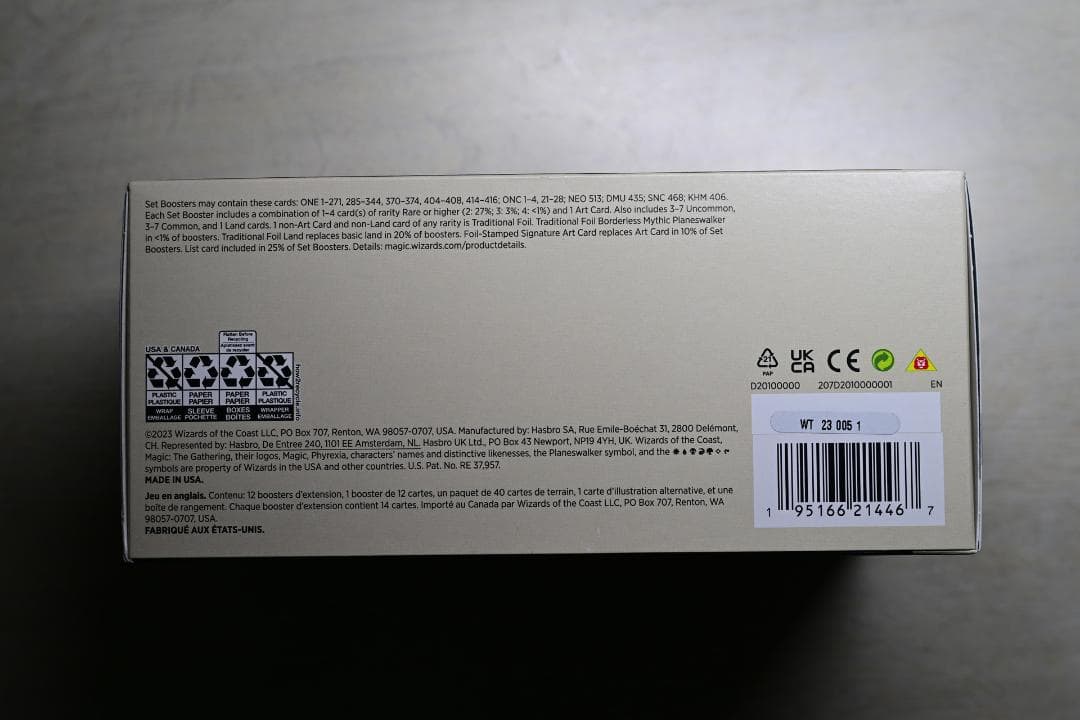 Set Boosters may contain these cards: ONE 1–271, 285–344, 370–374, 404–408, 414–416; ONC 1–4, 21–28; NEO 513; DMU 435; SNC 468; KHM 406.
Each Set Booster includes a combination of 1–4 card(s) of rarity Rare or higher (2: 27%; 3: 3%; 4: <1%) and 1 Art Card. Also includes 3–7 Uncommon,
3–7 Common, and 1 Land cards. 1 non-Art Card and non-Land card of any rarity is Traditional Foil. Traditional Foil Borderless Mythic Planeswalker
in <1% of boosters. Traditional Foil Land replaces basic land in 20% of boosters. Foil-Stamped Signature Art Card replaces Art Card in 10% of Set
Boosters. List card included in 25% of Set Boosters. Details: magic.wizards.com/productdetails.
Flatten Before
Recycling
Aplatissez avant
de recycler
USA & CANADA
PLASTIC
PLASTIQUE
WRAP
EMBALLAGE
PAPER
PAPIER
SLEEVE
POCHETTE
PAPER
PAPIER
BOXES
BOÎTES
PLASTIC
PLASTIQUE
WRAPPER
EMBALLAGE
how2recycle.info
©2023 Wizards of the Coast LLC, PO Box 707, Renton, WA 98057-0707, USA. Manufactured by: Hasbro SA, Rue Emile-Boéchat 31, 2800 Delémont,
CH. Represented by: Hasbro, De Entree 240, 1101 EE Amsterdam, NL. Hasbro UK Ltd., PO Box 43 Newport, NP19 4YH, UK. Wizards of the Coast,
Magic: The Gathering, their logos, Magic, Phyrexia, characters' names and distinctive likenesses, the Planeswalker symbol, and the
symbols are property of Wizards in the USA and other countries. U.S. Pat. No. RE 37,957.
MADE IN USA.
Jeu en anglais. Contenu: 12 boosters d'extension, 1 booster de 12 cartes, un paquet de 40 cartes de terrain, 1 carte d'illustration alternative, et une
boîte de rangement. Chaque booster d'extension contient 14 cartes. Importé au Canada par Wizards of the Coast LLC, PO Box 707, Renton, WA
98057-0707, USA.
FABRIQUÉ AUX ÉTATS-UNIS.
21
PAP
UK
CA
CE
D20100000 207D2010000001 EN
WT 23 005 1
1 95166 21446 7